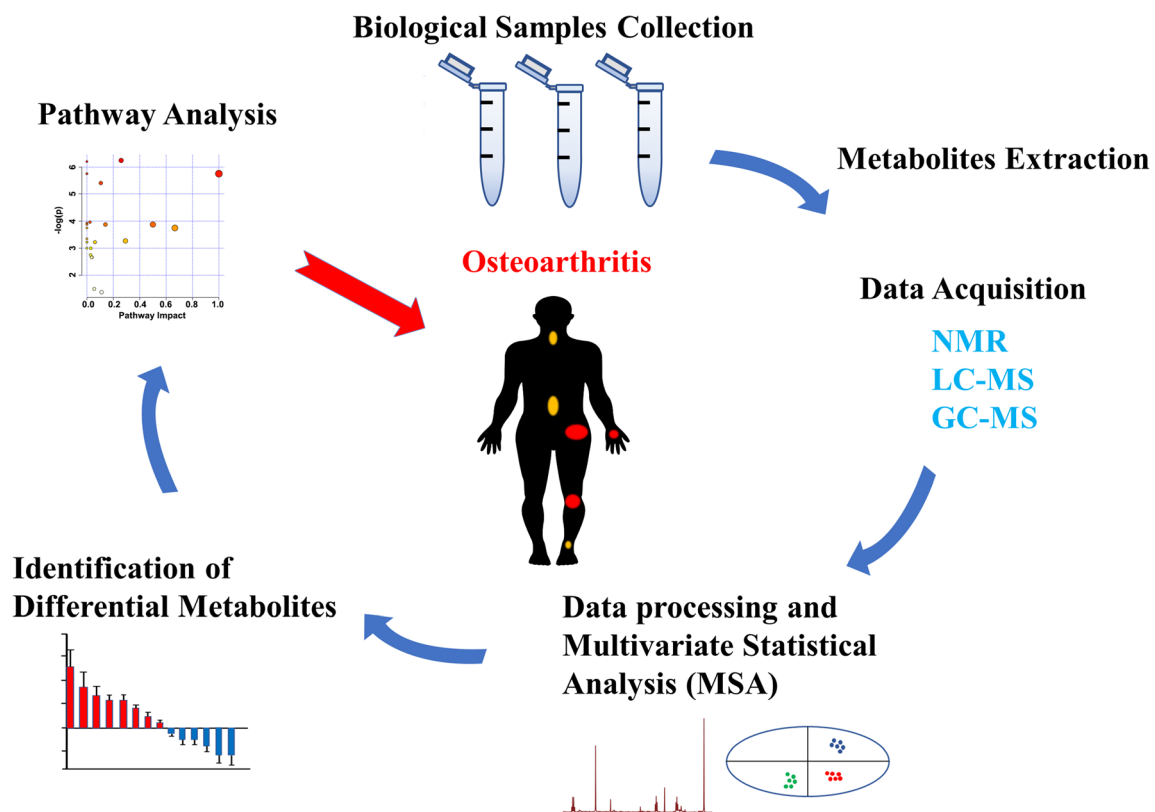 Biological Samples Collection
Metabolites Extraction
Data Acquisition
NMR
LC-MS
GC-MS
Data processing and
Multivariate Statistical
Analysis (MSA)
Identification of
Differential Metabolites
Pathway Analysis
-log(p)
6
5
4
3
2
0.0 0.2 0.4 0.6 0.8 1.0
Pathway Impact
Osteoarthritis